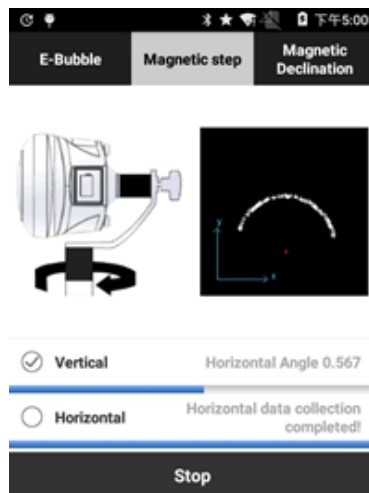 下午5:00
E-Bubble
Magnetic step
Magnetic
Declination
y
x
Vertical
Horizontal Angle 0.567
Horizontal
Horizontal data collection
completed!
Stop